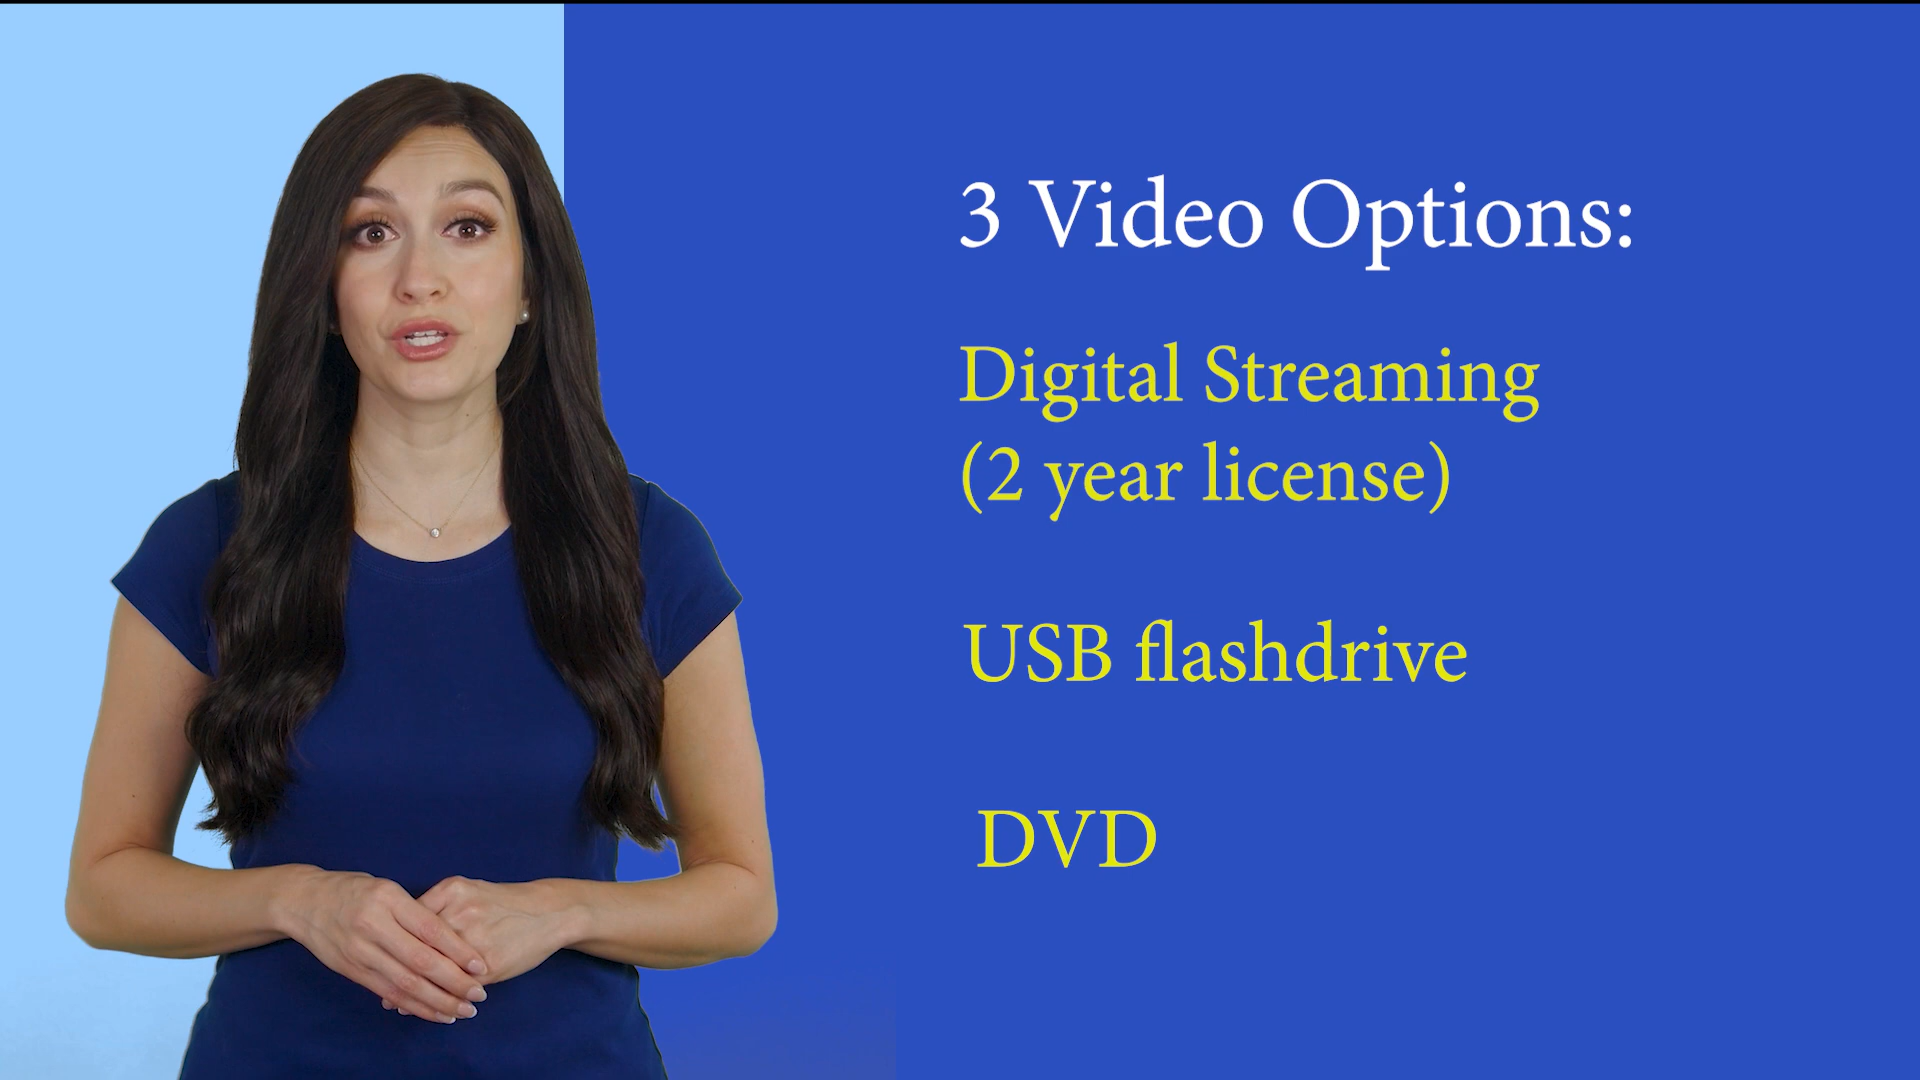 3 Video Options:
Digital Streaming
(2 year license)
USB flashdrive
DVD